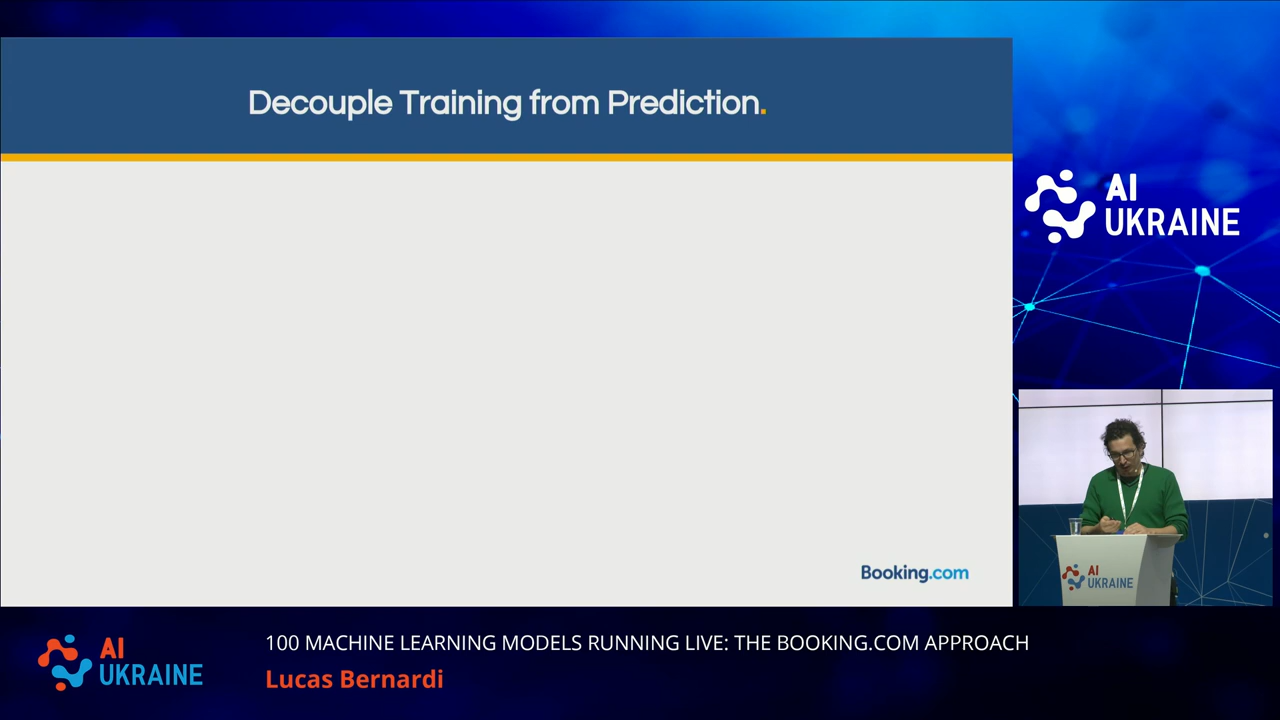 Decouple Training from Prediction.
AI
UKRAINE
Booking.com
AI
UKRAINE
AI
UKRAINE
100 MACHINE LEARNING MODELS RUNNING LIVE: THE BOOKING.COM APPROACH
Lucas Bernardi